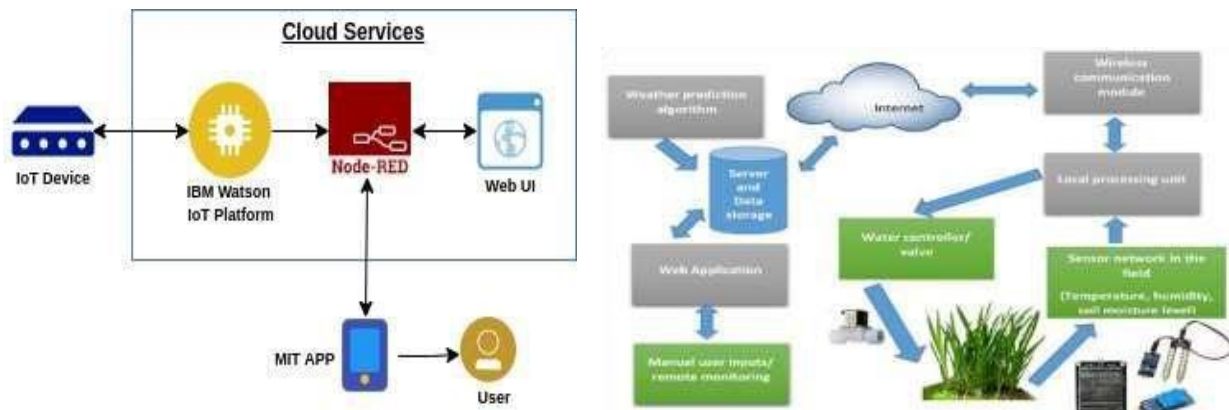 Cloud Services
IoT Device
IBM Watson
IoT Platform
Node-RED
Web UI
MIT APP
User
Weather prediction
algorithm
Internet
Wireless
communication
module
Server
and
Data
storage
Local processing unit
Water controller/
valve
Web Application
Sensor network in the
field
(Temperature, humidity,
soil moisture level)
Manual user inputs/
remote monitoring